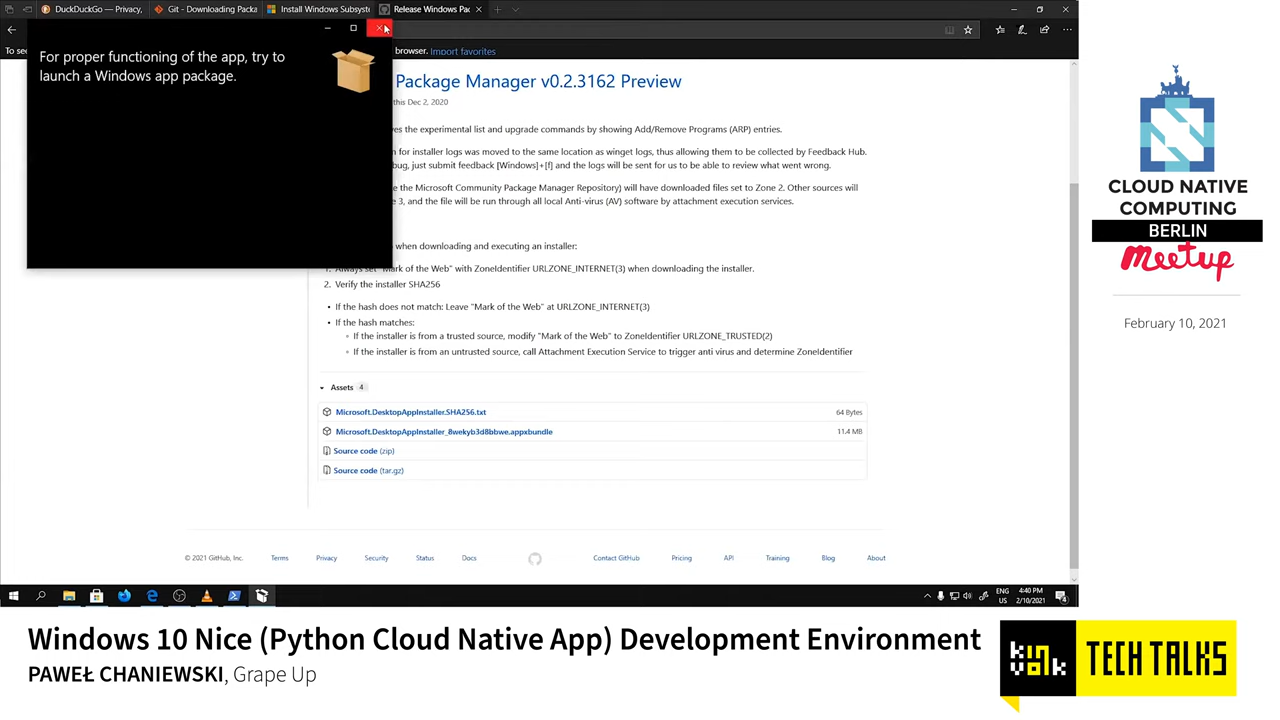 DuckDuckGo — Privacy,
Git - Downloading Packa
Install Windows Subsyste
Release Windows Pac
To sec
browser. Import favorites
For proper functioning of the app, try to
launch a Windows app package.
Package Manager v0.2.3162 Preview
this Dec 2, 2020
ves the experimental list and upgrade commands by showing Add/Remove Programs (ARP) entries.
n for installer logs was moved to the same location as winget logs, thus allowing them to be collected by Feedback Hub.
bug, just submit feedback [Windows]+[f] and the logs will be sent for us to be able to review what went wrong.
e the Microsoft Community Package Manager Repository) will have downloaded files set to Zone 2. Other sources will
e 3, and the file will be run through all local Anti-virus (AV) software by attachment execution services.
when downloading and executing an installer:
1. Always set "Mark of the Web" with ZoneIdentifier URLZONE_INTERNET(3) when downloading the installer.
2. Verify the installer SHA256
• If the hash does not match: Leave "Mark of the Web" at URLZONE_INTERNET(3)
• If the hash matches:
If the installer is from a trusted source, modify "Mark of the Web" to ZoneIdentifier URLZONE_TRUSTED(2)
If the installer is from an untrusted source, call Attachment Execution Service to trigger anti virus and determine ZoneIdentifier
Assets 4
Microsoft.DesktopAppInstaller.SHA256.txt 64 Bytes
Microsoft.DesktopAppInstaller_8wekyb3d8bbwe.appxbundle 11.4 MB
Source code (zip)
Source code (tar.gz)
© 2021 GitHub, Inc. Terms Privacy Security Status Docs Contact GitHub Pricing API Training Blog About
ENG 4:40 PM
US 2/10/2021 4
CLOUD NATIVE
COMPUTING
BERLIN
Meetup
February 10, 2021
Windows 10 Nice (Python Cloud Native App) Development Environment
PAWEŁ CHANIEWSKI, Grape Up
kinvolk
TECH TALKS